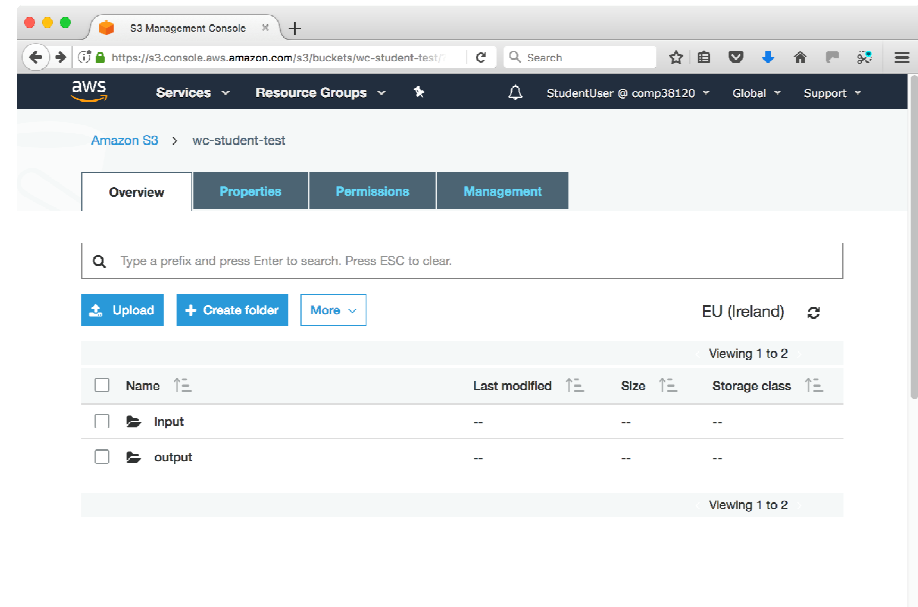 S3 Management Console
https://s3.console.aws.amazon.com/s3/buckets/wc-student-test/
Search
aws Services Resource Groups StudentUser @ comp38120 Global Support
Amazon S3 > wc-student-test
Overview Properties Permissions Management
Type a prefix and press Enter to search. Press ESC to clear.
Upload + Create folder More EU (Ireland)
Viewing 1 to 2
Name Last modified Size Storage class
input -- -- --
output -- -- --
Viewing 1 to 2